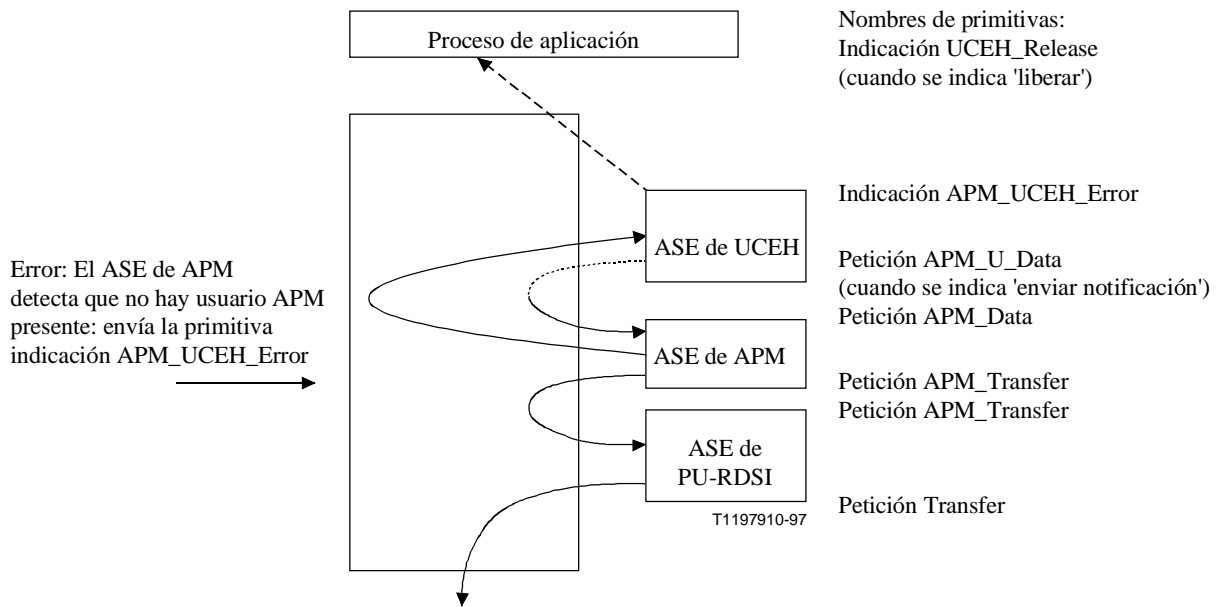 Proceso de aplicación
Nombres de primitivas:
Indicación UCEH_Release
(cuando se indica 'liberar')
Error: El ASE de APM
detecta que no hay usuario APM
presente: envía la primitiva
indicación APM_UCEH_Error
ASE de UCEH
ASE de APM
ASE de
PU-RDSI
T1197910-97
Indicación APM_UCEH_Error
Petición APM_U_Data
(cuando se indica 'enviar notificación')
Petición APM_Data
Petición APM_Transfer
Petición APM_Transfer
Petición Transfer